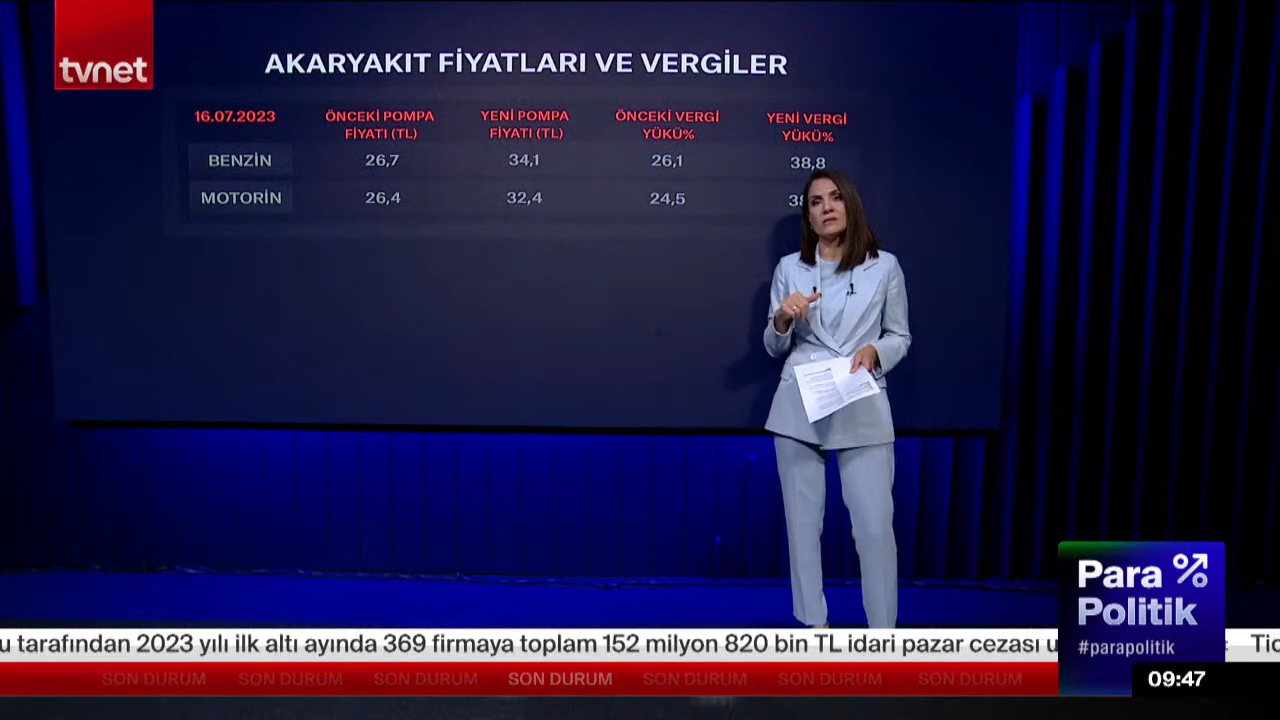 tvnet
AKARYAKIT FİYATLARI VE VERGİLER
16.07.2023
ÖNCEKİ POMPA
FİYATI (TL)
YENİ POMPA
FİYATI (TL)
ÖNCEKİ VERGİ
YÜKÜ%
YENİ VERGİ
YÜKÜ%
BENZİN 26,7 34,1 26,1 38,8
MOTORİN 26,4 32,4 24,5
Para %
Politik
#parapolitik
tarafından 2023 yılı ilk altı ayında 369 firmaya toplam 152 milyon 820 bin TL idari pazar cezası
SON DURUM SON DURUM SON DURUM SON DURUM SON DURUM SON DURUM SON DURUM
09:47